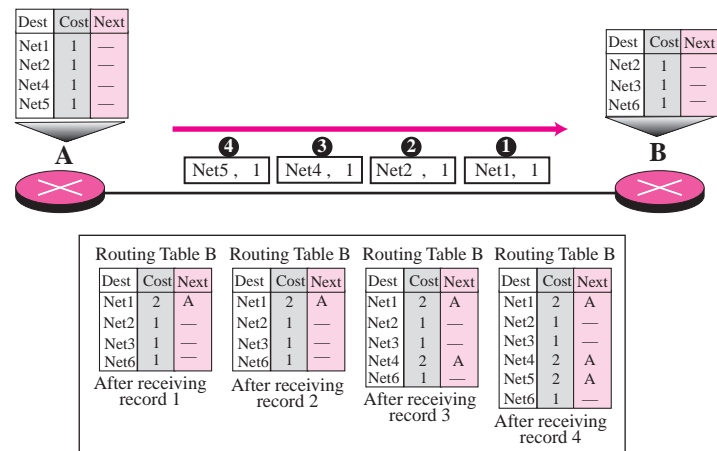 Dest Cost Next
Net1 1 —
Net2 1 —
Net4 1 —
Net5 1 —
A
Dest Cost Next
Net2 1 —
Net3 1 —
Net6 1 —
B
4 3 2 1
Net5 , 1 Net4 , 1 Net2 , 1 Net1, 1
Routing Table B
Dest Cost Next
Net1 2 A
Net2 1 —
Net3 1 —
Net6 1 —
After receiving
record 1
Routing Table B
Dest Cost Next
Net1 2 A
Net2 1 —
Net3 1 —
Net6 1 —
After receiving
record 2
Routing Table B
Dest Cost Next
Net1 2 A
Net2 1 —
Net3 1 —
Net4 2 A
Net6 1 —
After receiving
record 3
Routing Table B
Dest Cost Next
Net1 2 A
Net2 1 —
Net3 1 —
Net4 2 A
Net5 2 A
Net6 1 —
After receiving
record 4